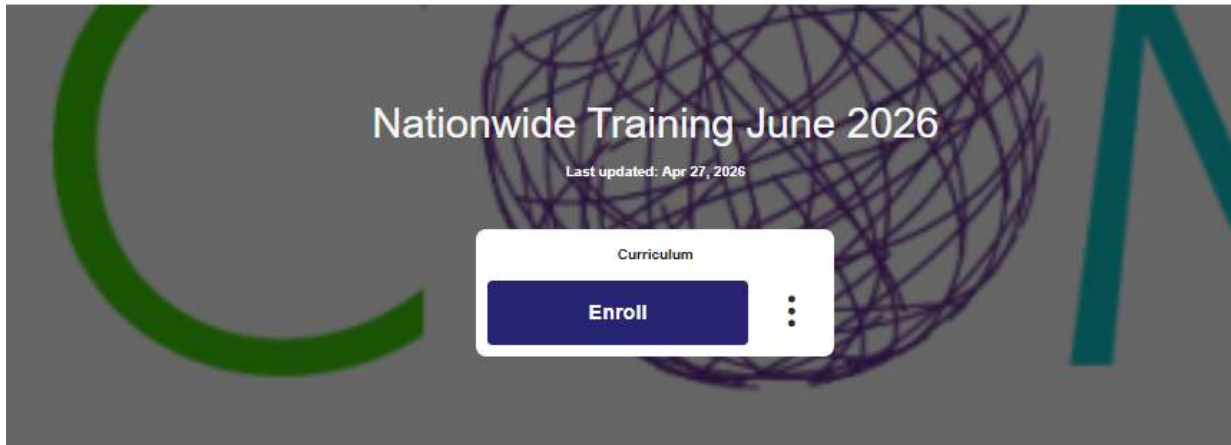 Nationwide Training June 2026
Last updated: Apr 27, 2026
Curriculum
Enroll